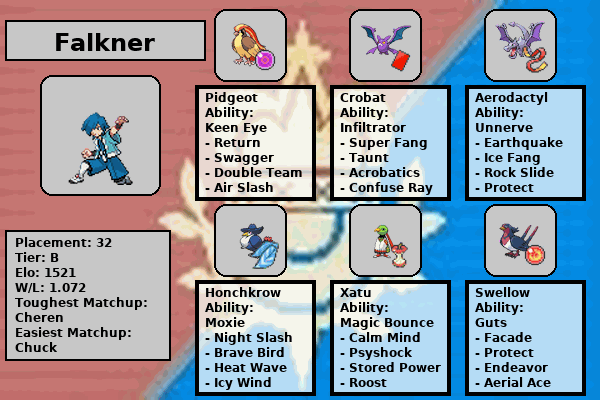 Falkner
Placement: 32
Tier: B
Elo: 1521
W/L: 1.072
Toughest Matchup:
Cheren
Easiest Matchup:
Chuck
Pidgeot
Ability:
Keen Eye
- Return
- Swagger
- Double Team
- Air Slash
Crobat
Ability:
Infiltrator
- Super Fang
- Taunt
- Acrobatics
- Confuse Ray
Aerodactyl
Ability:
Unnerve
- Earthquake
- Ice Fang
- Rock Slide
- Protect
Honchkrow
Ability:
Moxie
- Night Slash
- Brave Bird
- Heat Wave
- Icy Wind
Xatu
Ability:
Magic Bounce
- Calm Mind
- Psyshock
- Stored Power
- Roost
Swellow
Ability:
Guts
- Facade
- Protect
- Endeavor
- Aerial Ace